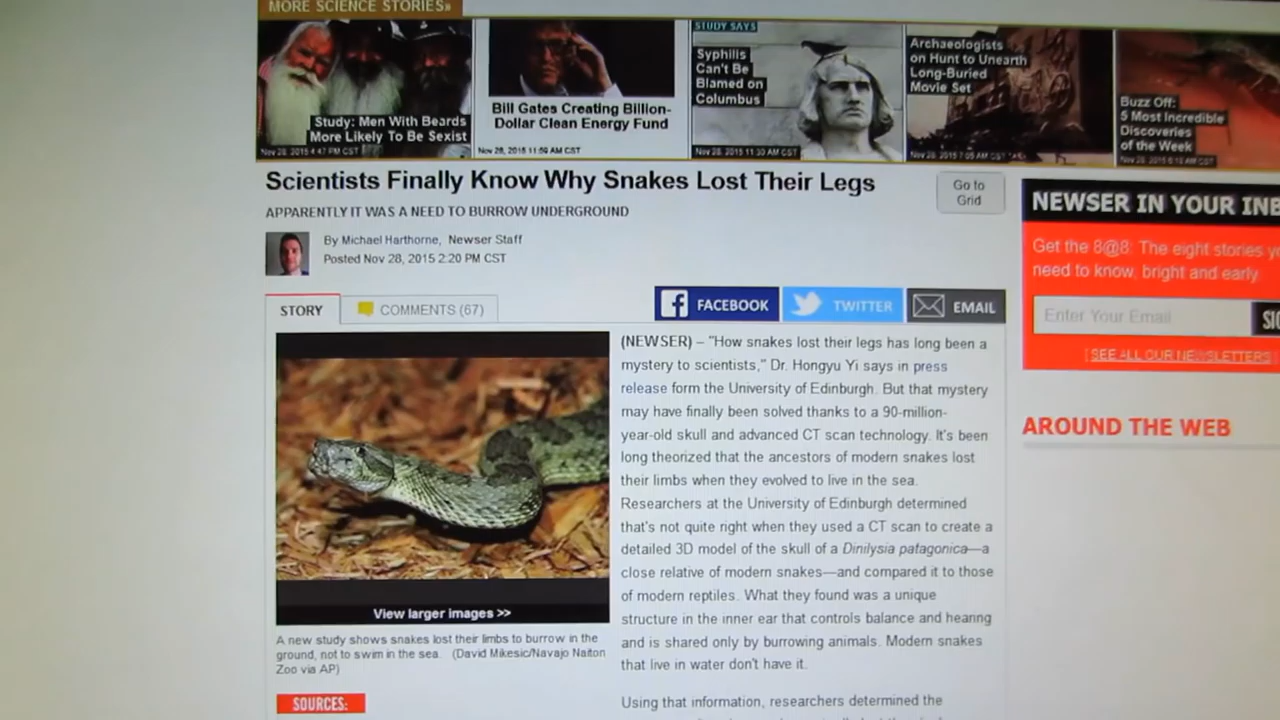 MORE SCIENCE STORIES»
Study: Men With Beards
More Likely To Be Sexist
Nov 28, 2015 4:47 PM CST
Bill Gates Creating Billion-
Dollar Clean Energy Fund
Nov 28, 2015 11:59 AM CST
STUDY SAYS
Syphilis
Can't Be
Blamed on
Columbus
Nov 28, 2015 11:30 AM CST
Archaeologists
on Hunt to Unearth
Long-Buried
Movie Set
Nov 28, 2015 7:05 AM CST
Buzz Off:
5 Most Incredible
Discoveries
of the Week
Nov 28, 2015 5:15 AM CST
Scientists Finally Know Why Snakes Lost Their Legs
Go to
Grid
APPARENTLY IT WAS A NEED TO BURROW UNDERGROUND
By Michael Harthorne, Newser Staff
Posted Nov 28, 2015 2:20 PM CST
STORY
COMMENTS (67)
FACEBOOK
TWITTER
EMAIL
View larger images >>
A new study shows snakes lost their limbs to burrow in the
ground, not to swim in the sea. (David Mikesic/Navajo Naiton
Zoo via AP)
SOURCES:
(NEWSER) – "How snakes lost their legs has long been a
mystery to scientists," Dr. Hongyu Yi says in press
release form the University of Edinburgh. But that mystery
may have finally been solved thanks to a 90-million-
year-old skull and advanced CT scan technology. It's been
long theorized that the ancestors of modern snakes lost
their limbs when they evolved to live in the sea.
Researchers at the University of Edinburgh determined
that's not quite right when they used a CT scan to create a
detailed 3D model of the skull of a Dinilysia patagonica—a
close relative of modern snakes—and compared it to those
of modern reptiles. What they found was a unique
structure in the inner ear that controls balance and hearing
and is shared only by burrowing animals. Modern snakes
that live in water don't have it.
Using that information, researchers determined the
NEWSER IN YOUR INB
Get the 8@8: The eight stories yo
need to know, bright and early.
Enter Your Email
SIG
[ SEE ALL OUR NEWSLETTERS
AROUND THE WEB